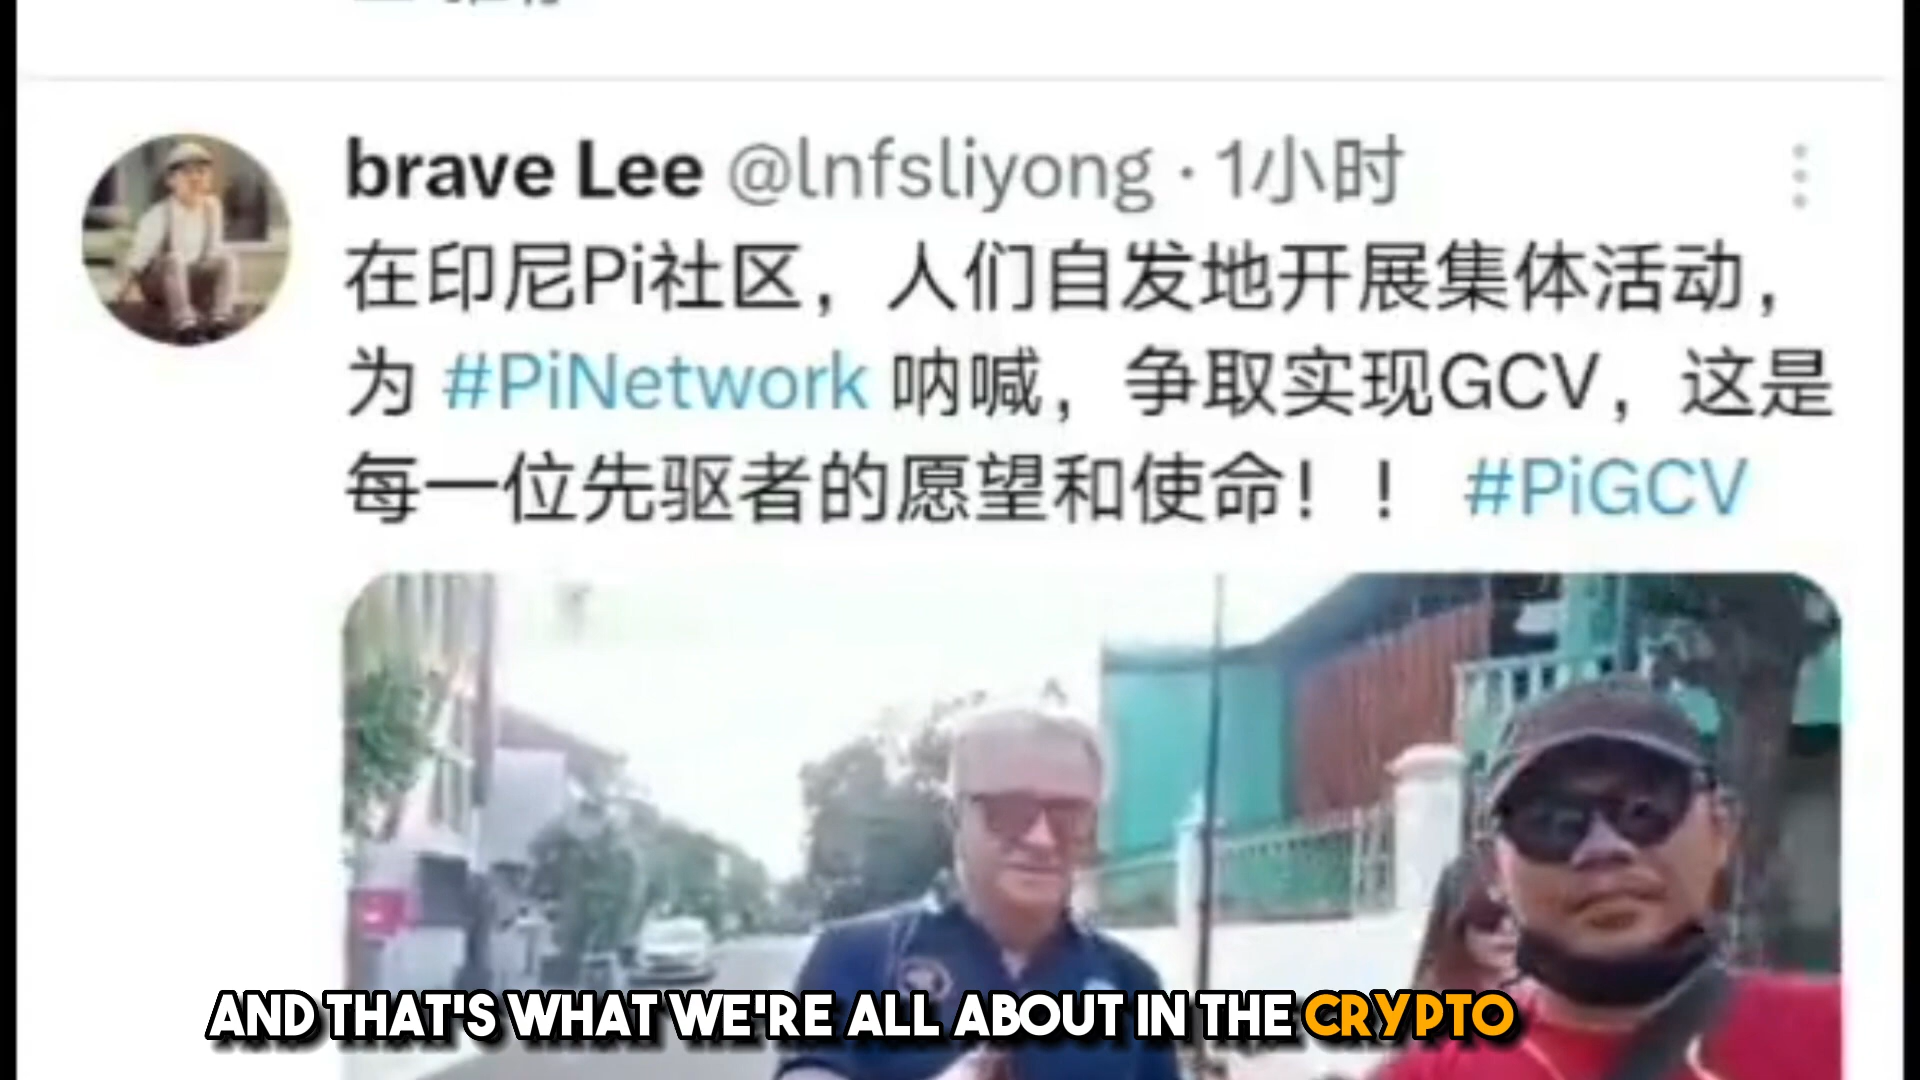 brave Lee @lnfsliyong · 1小时
在印尼Pi社区，人们自发地开展集体活动，
为 #PiNetwork 呐喊，争取实现GCV，这是
每一位先驱者的愿望和使命！！ #PiGCV
AND THAT'S WHAT WE'RE ALL ABOUT IN THE CRYPTO